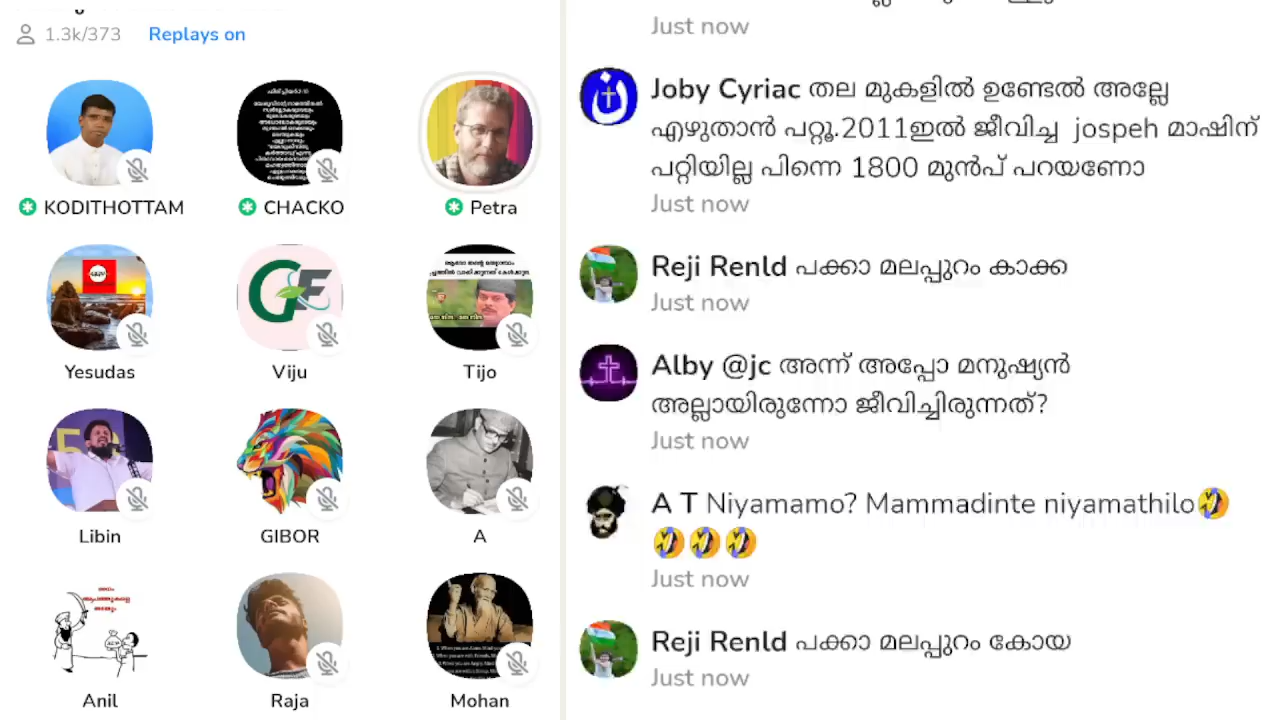 1.3k/373 Replays on
KODITHOTTAM CHACKO Petra
Yesudas Viju Tijo
Libin GIBOR A
Anil Raja Mohan
Just now
Joby Cyriac തല മുകളിൽ ഉണ്ടേൽ അല്ലേ
എഴുതാൻ പറ്റൂ.2011ഇൽ ജീവിച്ച jospeh മാഷിന്
പറ്റിയില്ല പിന്നെ 1800 മുൻപ് പറയണോ
Just now
Reji Renld പക്കാ മലപ്പുറം കാക്ക
Just now
Alby @jc അന്ന് അപ്പോ മനുഷ്യൻ
അല്ലായിരുന്നോ ജീവിച്ചിരുന്നത്?
Just now
A T Niyamamo? Mammadinte niyamathilo🤣
🤣🤣🤣
Just now
Reji Renld പക്കാ മലപ്പുറം കോയ
Just now